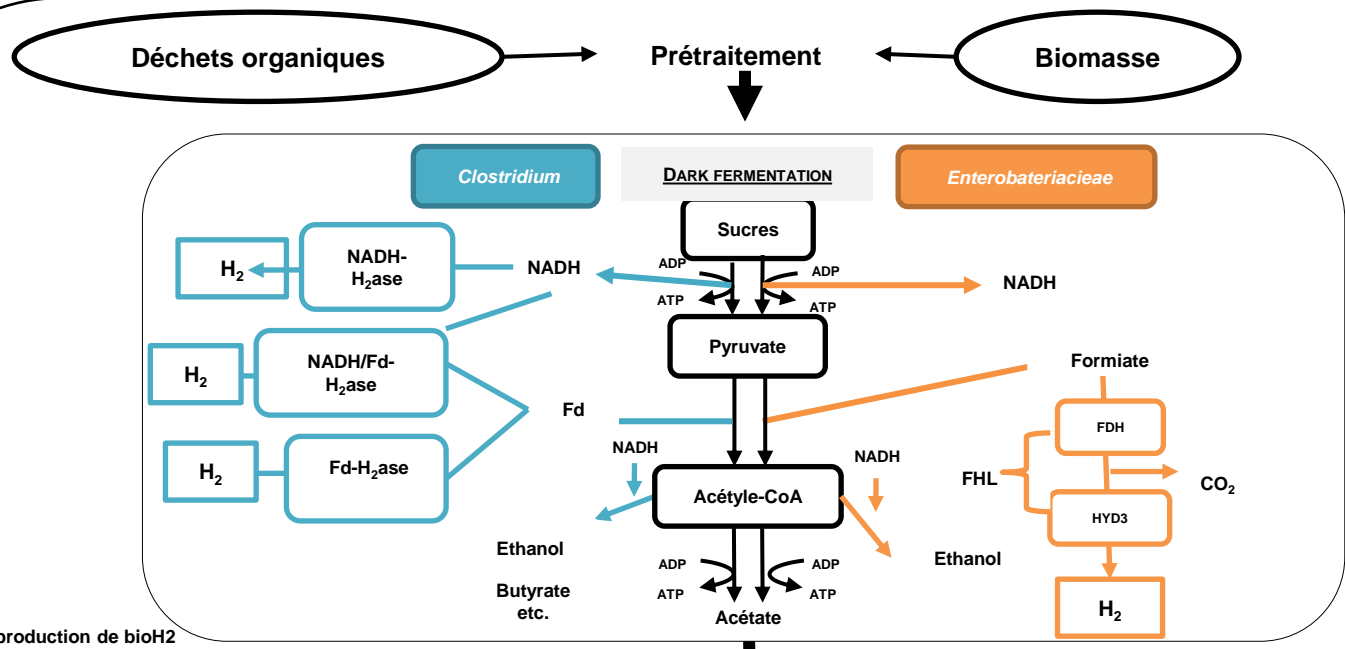 Déchets organiques
Prétraitement
Biomasse
Clostridium
DARK FERMENTATION
Enterobateriacieae
Sucres
H2
NADH-
H2ase
NADH
ADP
ATP
ADP
ATP
NADH
Pyruvate
H2
NADH/Fd-
H2ase
Formiate
Fd
FDH
H2
Fd-H2ase
NADH
NADH
FHL
CO2
Acétyle-CoA
HYD3
Ethanol
Ethanol
Butyrate
etc.
ADP
ATP
ADP
ATP
Acétate
H2
production de bioH2